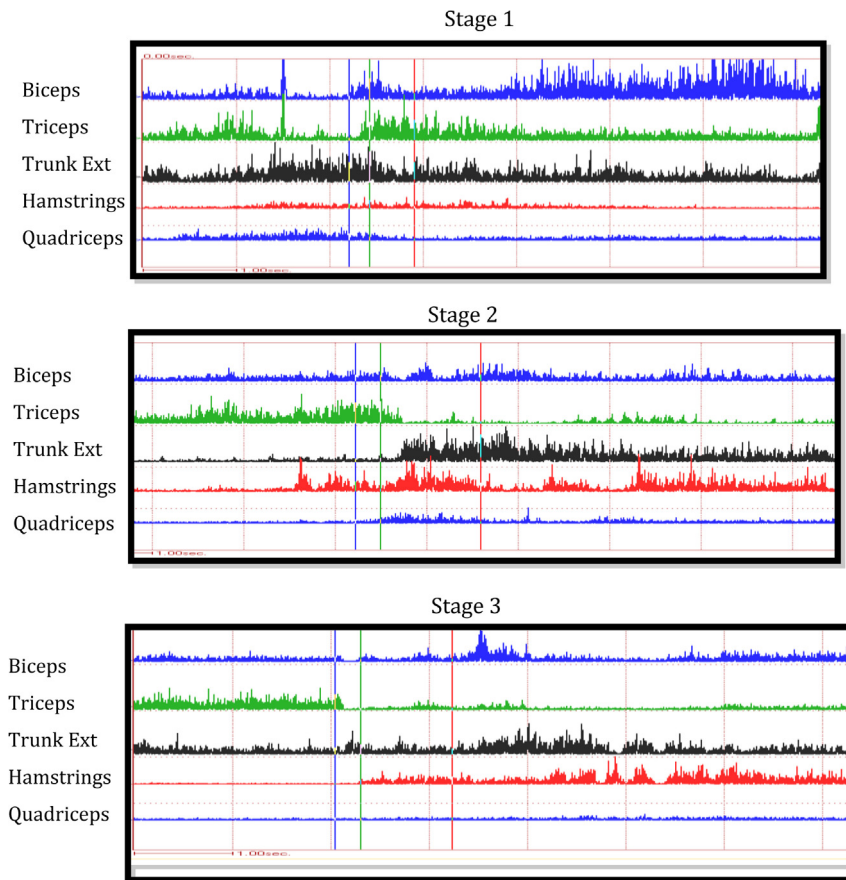 Stage 1
0.00sec.
Biceps
Triceps
Trunk Ext
Hamstrings
Quadriceps
1.00sec.
Stage 2
Biceps
Triceps
Trunk Ext
Hamstrings
Quadriceps
1.00sec.
Stage 3
Biceps
Triceps
Trunk Ext
Hamstrings
Quadriceps
1.00sec.